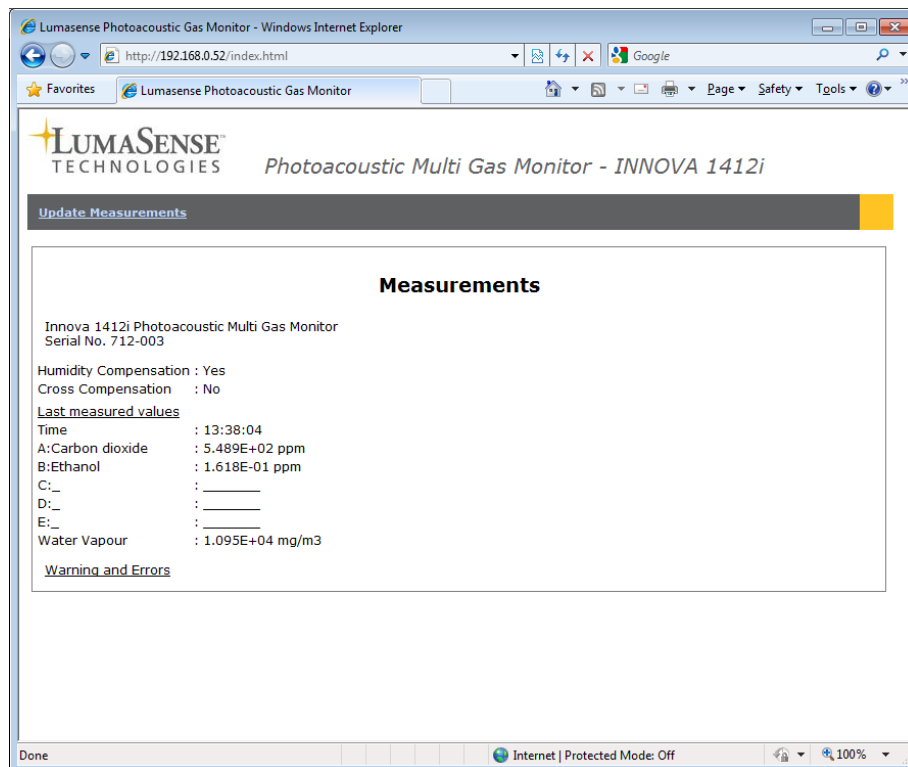 Lumasense Photoacoustic Gas Monitor - Windows Internet Explorer
http://192.168.0.52/index.html
Google
Favorites
Lumasense Photoacoustic Gas Monitor
Page
Safety
Tools
LUMASENSE™
TECHNOLOGIES
Photoacoustic Multi Gas Monitor - INNOVA 1412i
Update Measurements
Measurements
Innova 1412i Photoacoustic Multi Gas Monitor
Serial No. 712-003
Humidity Compensation : Yes
Cross Compensation : No
Last measured values
Time : 13:38:04
A:Carbon dioxide : 5.489E+02 ppm
B:Ethanol : 1.618E-01 ppm
C:_ : _______
D:_ : _______
E:_ : _______
Water Vapour : 1.095E+04 mg/m3
Warning and Errors
Done
Internet | Protected Mode: Off
100%